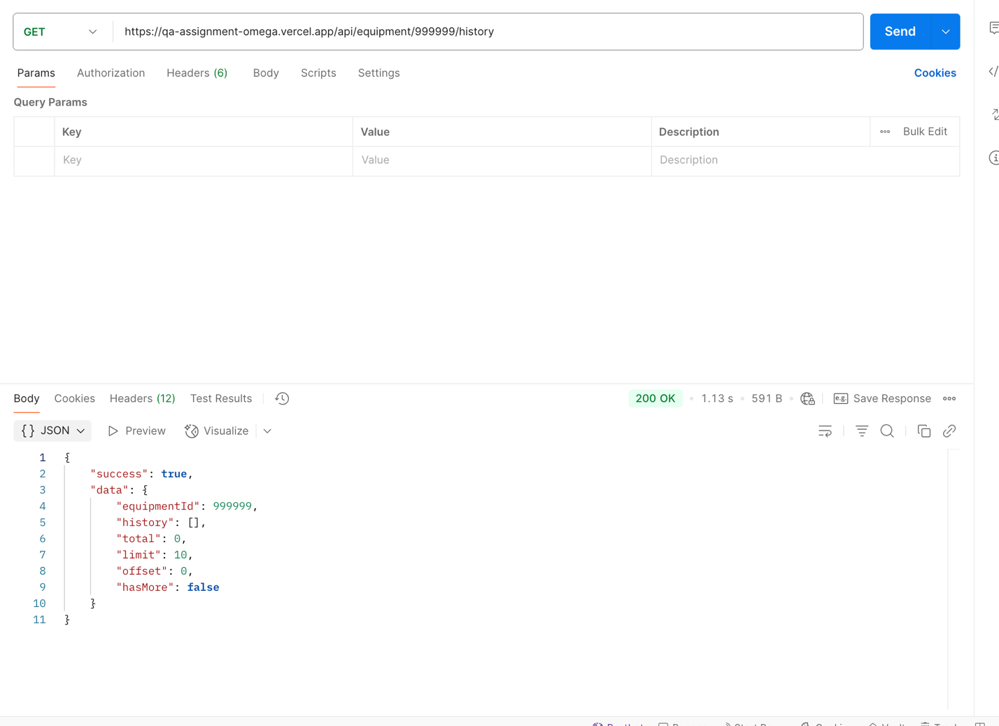 GET https://qa-assignment-omega.vercel.app/api/equipment/999999/history Send
Params Authorization Headers (6) Body Scripts Settings Cookies
Query Params
Key Value Description Bulk Edit
Key Value Description
Body Cookies Headers (12) Test Results 200 OK 1.13 s 591 B e.g. Save Response
{} JSON Preview Visualize
1 {
2 "success": true,
3 "data": {
4 "equipmentId": 999999,
5 "history": [],
6 "total": 0,
7 "limit": 10,
8 "offset": 0,
9 "hasMore": false
10 }
11 }